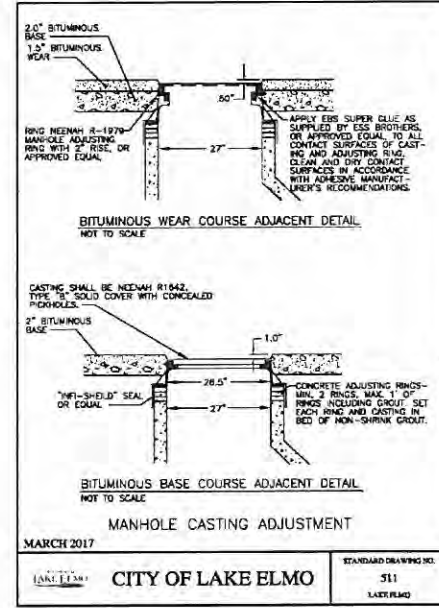 2.0" BITUMINOUS
BASE
1.5" BITUMINOUS
WEAR
.50"
RING NEENAH R-1979
MANHOLE ADJUSTING
RING WITH 2" RISE, OR
APPROVED EQUAL
27"
APPLY EBS SUPER GLUE AS
SUPPLIED BY ESS BROTHERS,
OR APPROVED EQUAL, TO ALL
CONTACT SURFACES OF CAST-
ING AND ADJUSTING RING.
CLEAN AND DRY CONTACT
SURFACES IN ACCORDANCE
WITH ADHESIVE MANUFACT-
URER'S RECOMMENDATIONS.
BITUMINOUS WEAR COURSE ADJACENT DETAIL
NOT TO SCALE
CASTING SHALL BE NEENAH R1642,
TYPE "B" SOLID COVER WITH CONCEALED
PICKHOLES.
2" BITUMINOUS
BASE
1.0"
26.5"
"INFI-SHEILD" SEAL
OR EQUAL
27"
CONCRETE ADJUSTING RINGS-
MIN. 2 RINGS, MAX. 1' OF
RINGS INCLUDING GROUT. SET
EACH RING AND CASTING IN
BED OF NON-SHRINK GROUT.
BITUMINOUS BASE COURSE ADJACENT DETAIL
NOT TO SCALE
MANHOLE CASTING ADJUSTMENT
MARCH 2017
LAKE ELMO
CITY OF LAKE ELMO
STANDARD DRAWING NO.
511
LAKE ELMO